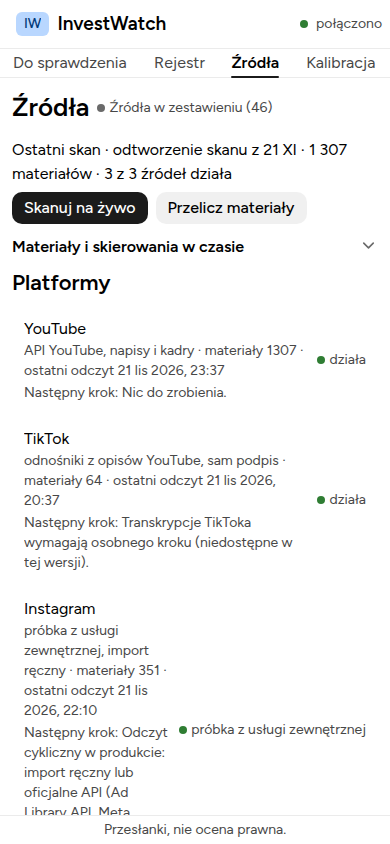 IW InvestWatch połączono
Do sprawdzenia Rejestr Źródła Kalibracja
Źródła Źródła w zestawieniu (46)
Ostatni skan · odtworzenie skanu z 21 XI · 1 307
materiałów · 3 z 3 źródeł działa
Skanuj na żywo Przelicz materiały
Materiały i skierowania w czasie
Platformy
YouTube
API YouTube, napisy i kadry · materiały 1307 ·
ostatni odczyt 21 lis 2026, 23:37
działa
Następny krok: Nic do zrobienia.
TikTok
odnośniki z opisów YouTube, sam podpis ·
materiały 64 · ostatni odczyt 21 lis 2026,
20:37
działa
Następny krok: Transkrypcje TikToka
wymagają osobnego kroku (niedostępne w
tej wersji).
Instagram
próbka z usługi
zewnętrznej, import
ręczny · materiały 351 ·
ostatni odczyt 21 lis
2026, 22:10
Następny krok: Odczyt
próbka z usługi zewnętrznej
cykliczny w produkcie:
import ręczny lub
oficjalne API (Ad
Library API, Meta
Przesłanki, nie ocena prawna.